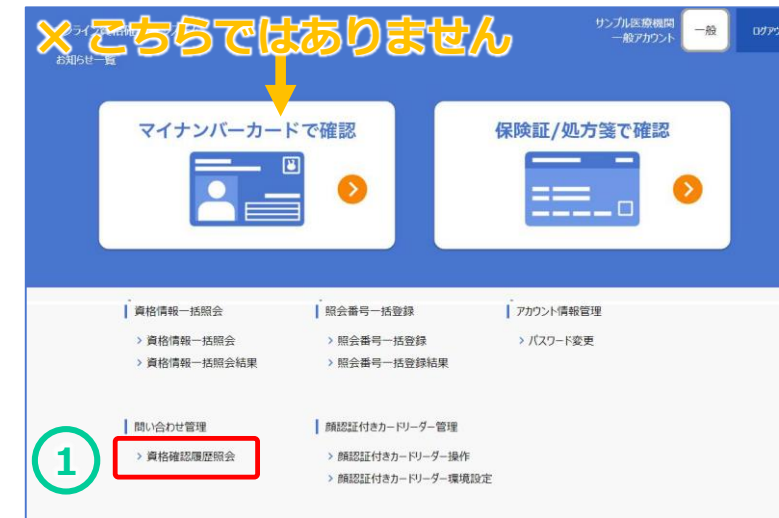 × こちらではありません
サンプル医療機関
一般アカウント
一般
お知らせ一覧
マイナンバーカードで確認
保険証/処方箋で確認
資格情報一括照会
照会番号一括登録
アカウント情報管理
> 資格情報一括照会
> 照会番号一括登録
> パスワード変更
> 資格情報一括照会結果
> 照会番号一括登録結果
問い合わせ管理
顔認証付きカードリーダー管理
1
> 資格確認履歴照会
> 顔認証付きカードリーダー操作
> 顔認証付きカードリーダー環境設定